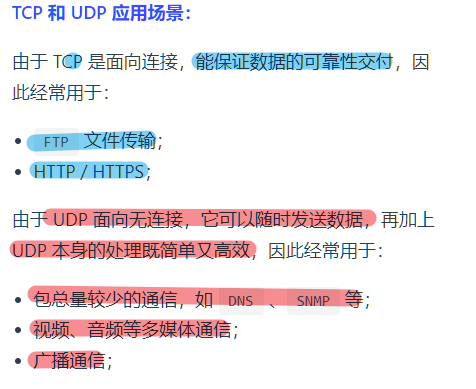 TCP 和 UDP 应用场景：
由于 TCP 是面向连接，能保证数据的可靠性交付，因
此经常用于：
• FTP 文件传输；
• HTTP / HTTPS；
由于 UDP 面向无连接，它可以随时发送数据，再加上
UDP 本身的处理既简单又高效，因此经常用于：
• 包总量较少的通信，如 DNS 、 SNMP 等；
• 视频、音频等多媒体通信；
• 广播通信；